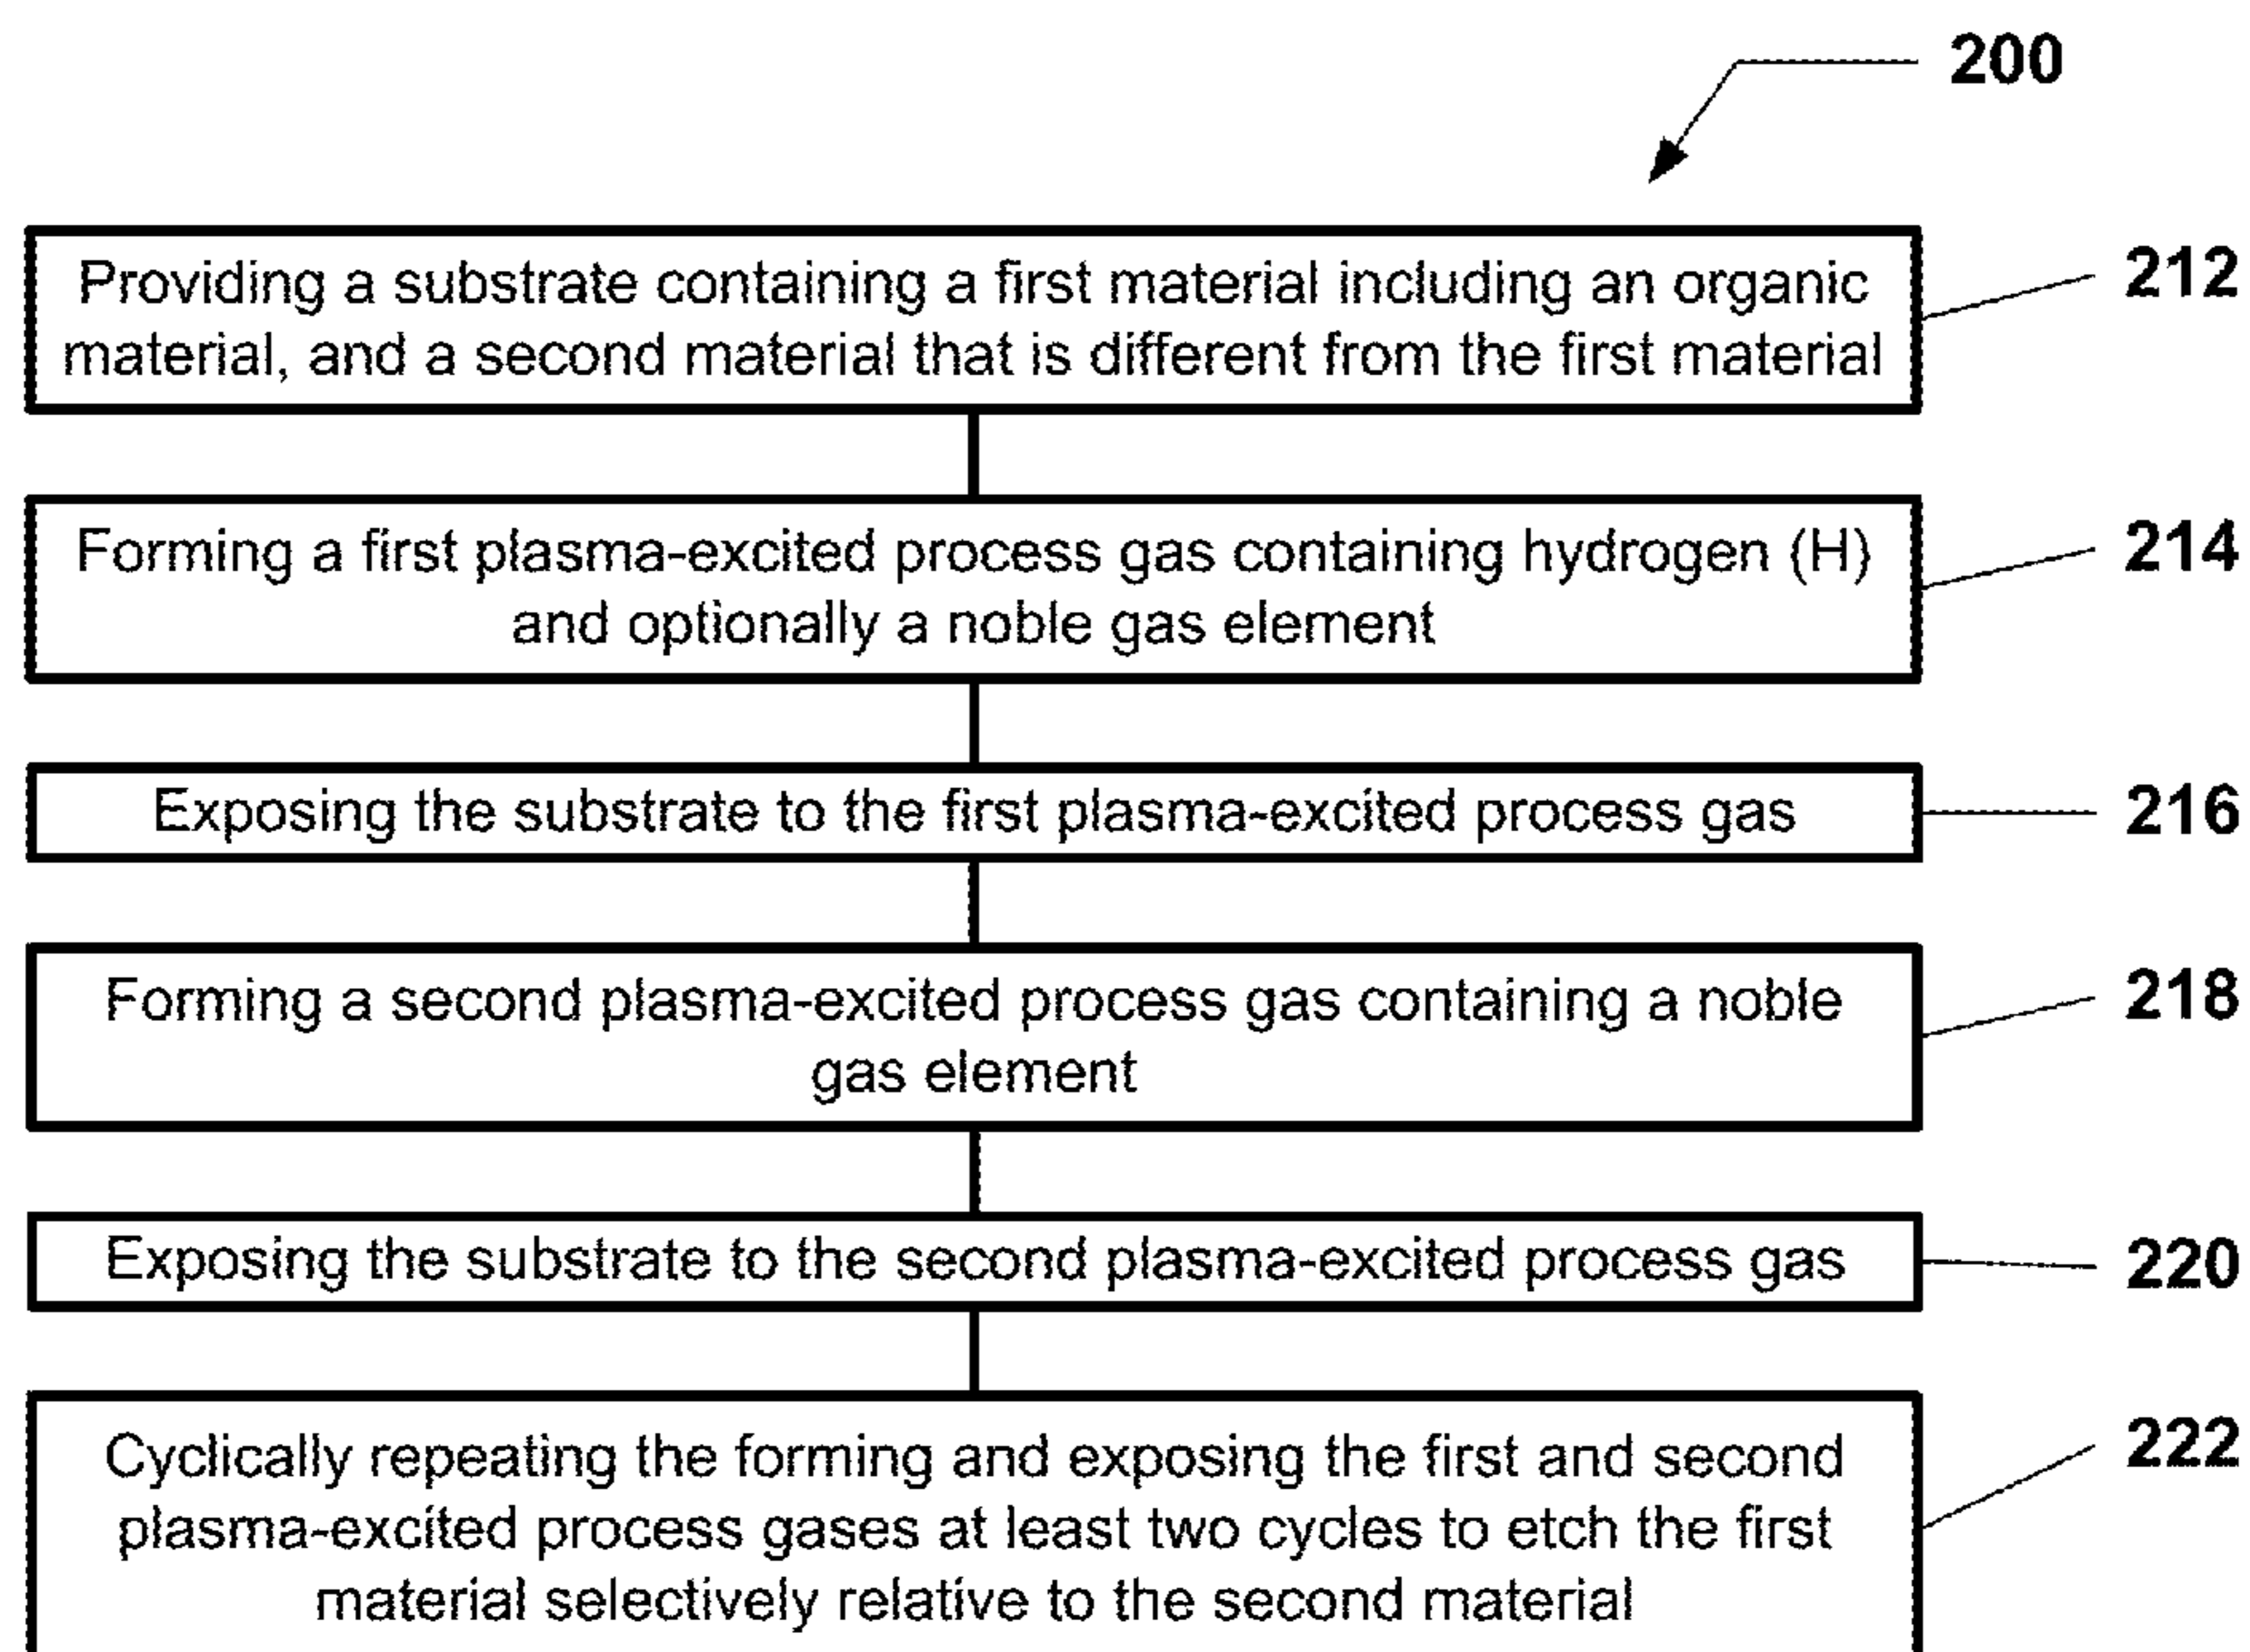 200
Providing a substrate containing a first material including an organic
material, and a second material that is different from the first material
212
Forming a first plasma-excited process gas containing hydrogen (H)
and optionally a noble gas element
214
Exposing the substrate to the first plasma-excited process gas
216
Forming a second plasma-excited process gas containing a noble
gas element
218
Exposing the substrate to the second plasma-excited process gas
220
Cyclically repeating the forming and exposing the first and second
plasma-excited process gases at least two cycles to etch the first
material selectively relative to the second material
222